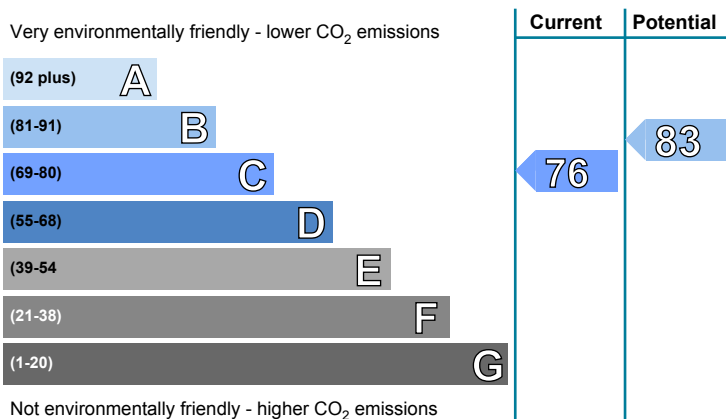 Very environmentally friendly - lower CO2 emissions
Current
Potential
(92 plus) A
(81-91) B
(69-80) C
(55-68) D
(39-54 E
(21-38) F
(1-20) G
76
83
Not environmentally friendly - higher CO2 emissions